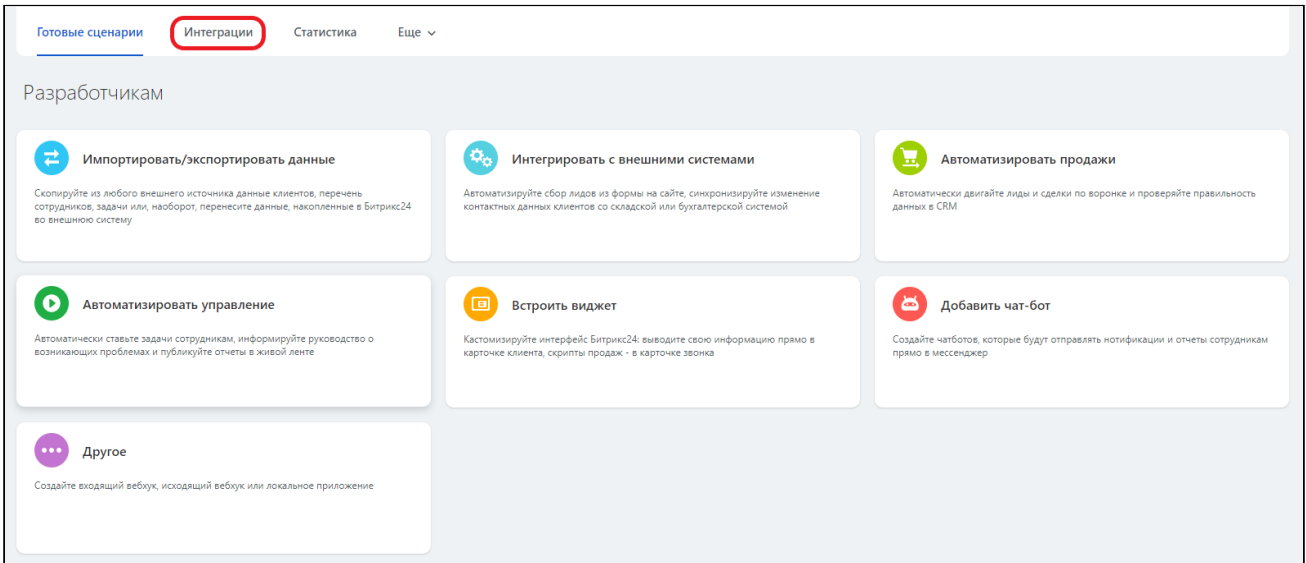 Готовые сценарии Интеграции Статистика Еще
Разработчикам
Импортировать/экспортировать данные
Скопируйте из любого внешнего источника данные клиентов, перечень
сотрудников, задачи или, наоборот, перенесите данные, накопленные в Битрикс24
во внешнюю систему
Интегрировать с внешними системами
Автоматизируйте сбор лидов из формы на сайте, синхронизируйте изменение
контактных данных клиентов со складской или бухгалтерской системой
Автоматизировать продажи
Автоматически двигайте лиды и сделки по воронке и проверяйте правильность
данных в CRM
Автоматизировать управление
Автоматически ставьте задачи сотрудникам, информируйте руководство о
возникающих проблемах и публикуйте отчеты в живой ленте
Встроить виджет
Кастомизируйте интерфейс Битрикс24: выводите свою информацию прямо в
карточке клиента, скрипты продаж - в карточке звонка
Добавить чат-бот
Создайте чатботов, которые будут отправлять нотификации и отчеты сотрудникам
прямо в мессенджер
Другое
Создайте входящий вебхук, исходящий вебхук или локальное приложение